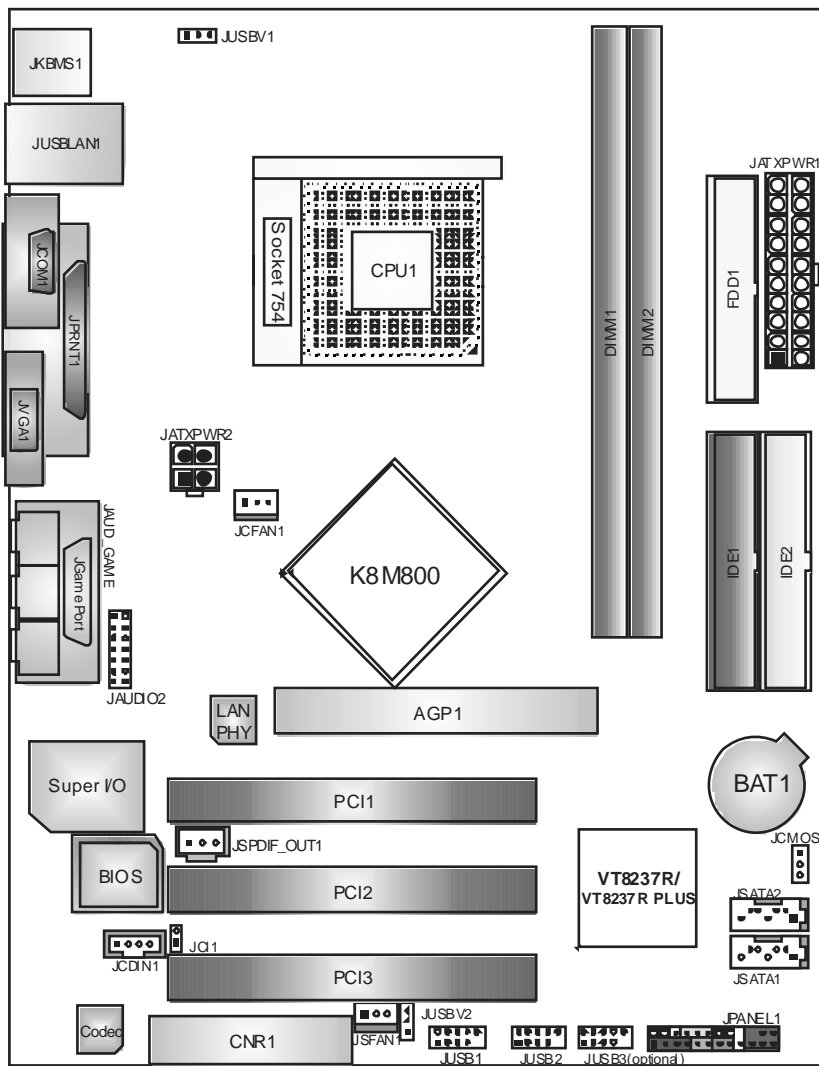 JUSBV1
JKBMS1
JUSBLAN1
JATXPWR1
Socket 754
CPU1
JCOM1
JPRNT1
JVGA1
DIMM1
DIMM2
FDD1
JATXPWR2
JCFAN1
JAUD_GAME
JGamePort
K8M800
IDE1
IDE2
JAUDIO2
LAN
PHY
AGP1
Super I/O
PCI1
BAT1
JSPDIF_OUT1
JCMOS
BIOS
PCI2
VT8237R/
VT8237R PLUS
JSATA2
JCI1
JCDIN1
PCI3
JSATA1
JUSBV2
JPANEL1
Codec
CNR1
JSFAN1
JUSB1
JUSB2
JUSB3(optional)